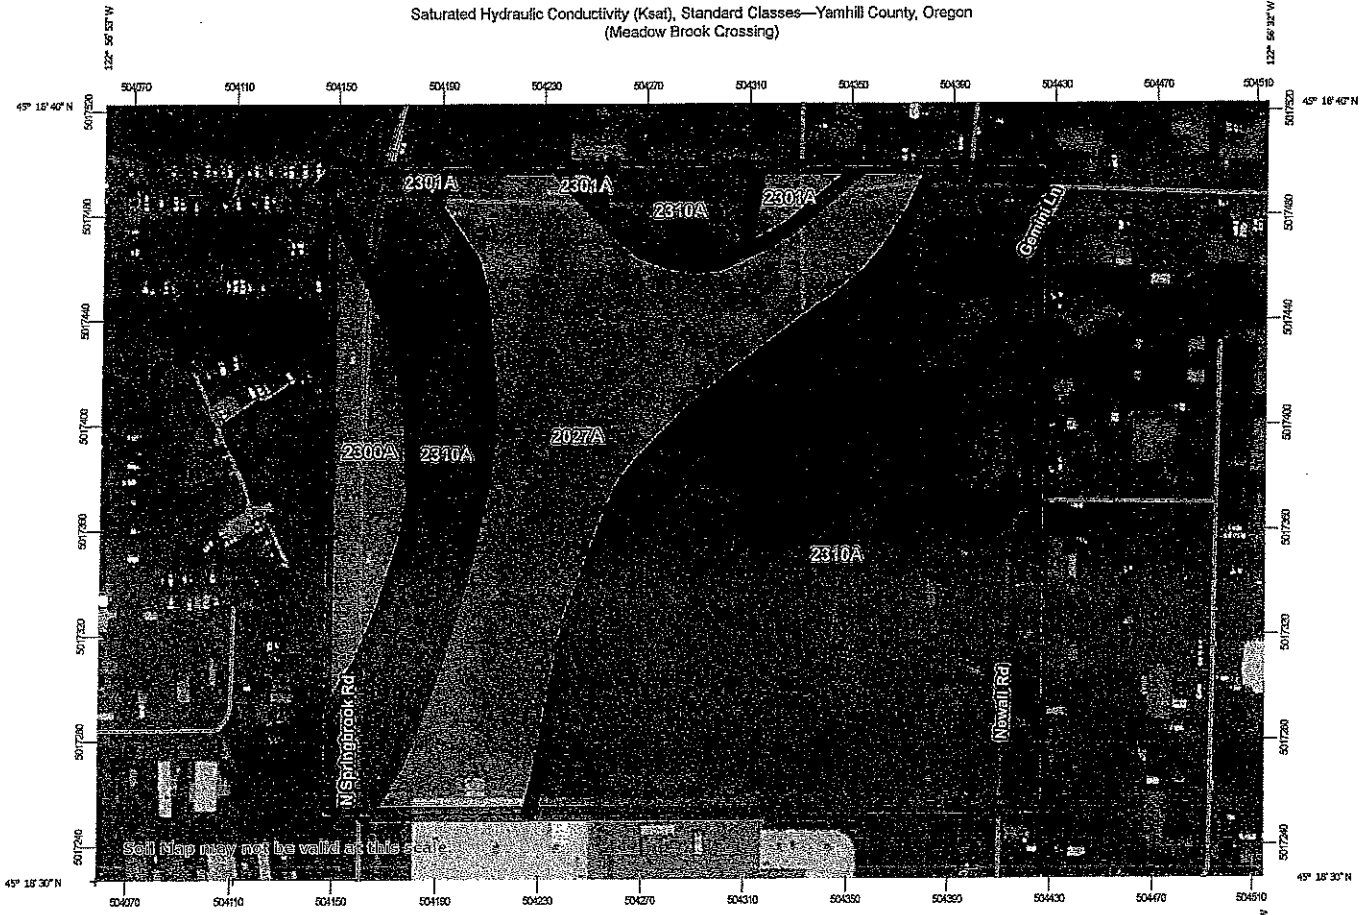 Saturated Hydraulic Conductivity (Ksat), Standard Classes—Yamhill County, Oregon
(Meadow Brook Crossing)
122° 56' 53" W
122° 56' 32" W
504070 504110 504150 504190 504230 504270 504310 504350 504390 504430 504470 504510
45° 18' 40" N
45° 18' 40" N
5017520
5017520
2301A 2301A 2310A 2301A
5017480
5017480
Gemini Ln
5017440
5017440
5017400
5017400
2300A 2310A 2027A
5017360
5017360
2310A
5017320
5017320
N Springbrook Rd
Newall Rd
5017280
5017280
5017240
5017240
Soil Map may not be valid at this scale.
45° 18' 30" N
45° 18' 30" N
504070 504110 504150 504190 504230 504270 504310 504350 504390 504430 504470 504510